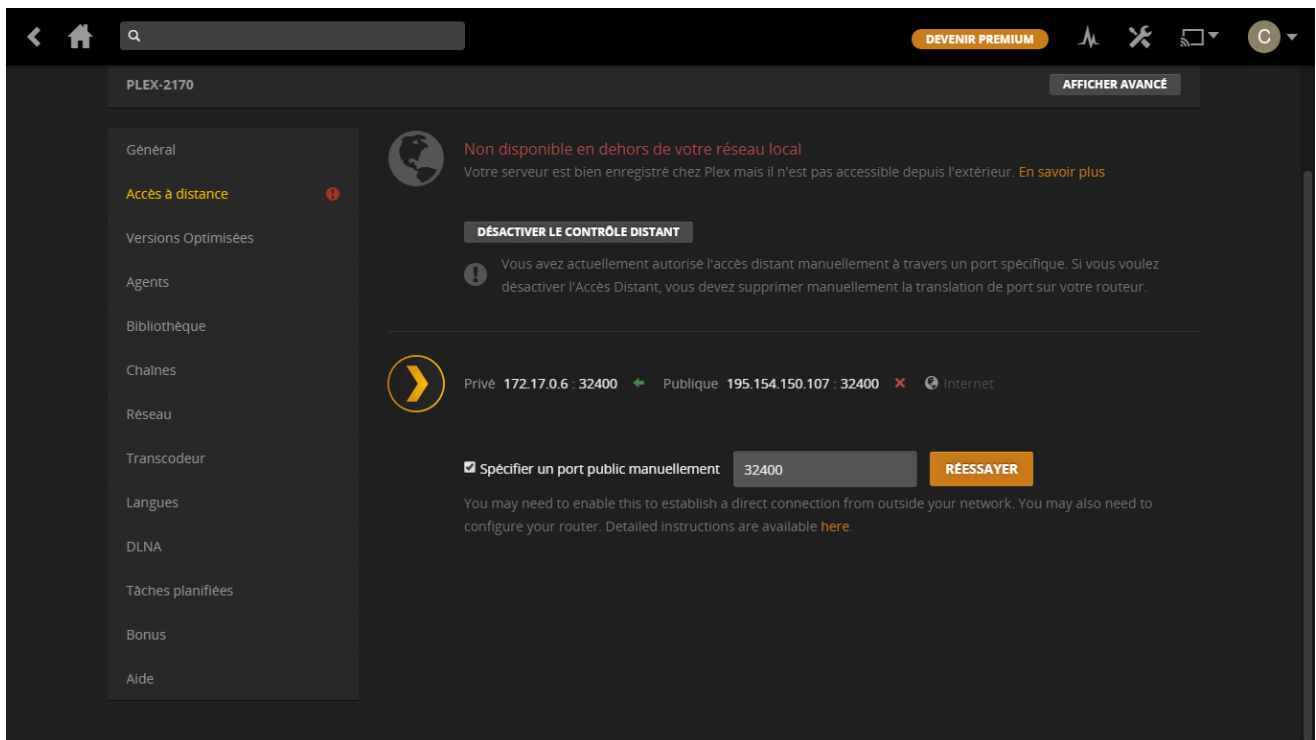 DEVENIR PREMIUM
C
PLEX-2170
AFFICHER AVANCÉ
Général
Accès à distance
Versions Optimisées
Agents
Bibliothèque
Chaînes
Réseau
Transcodeur
Langues
DLNA
Tâches planifiées
Bonus
Aide
Non disponible en dehors de votre réseau local
Votre serveur est bien enregistré chez Plex mais il n'est pas accessible depuis l'extérieur. En savoir plus
DÉSACTIVER LE CONTRÔLE DISTANT
Vous avez actuellement autorisé l'accès distant manuellement à travers un port spécifique. Si vous voulez
désactiver l'Accès Distant, vous devez supprimer manuellement la translation de port sur votre routeur.
Privé 172.17.0.6 : 32400 Publique 195.154.150.107 : 32400 Internet
Spécifier un port public manuellement 32400 RÉESSAYER
You may need to enable this to establish a direct connection from outside your network. You may also need to
configure your router. Detailed instructions are available here.